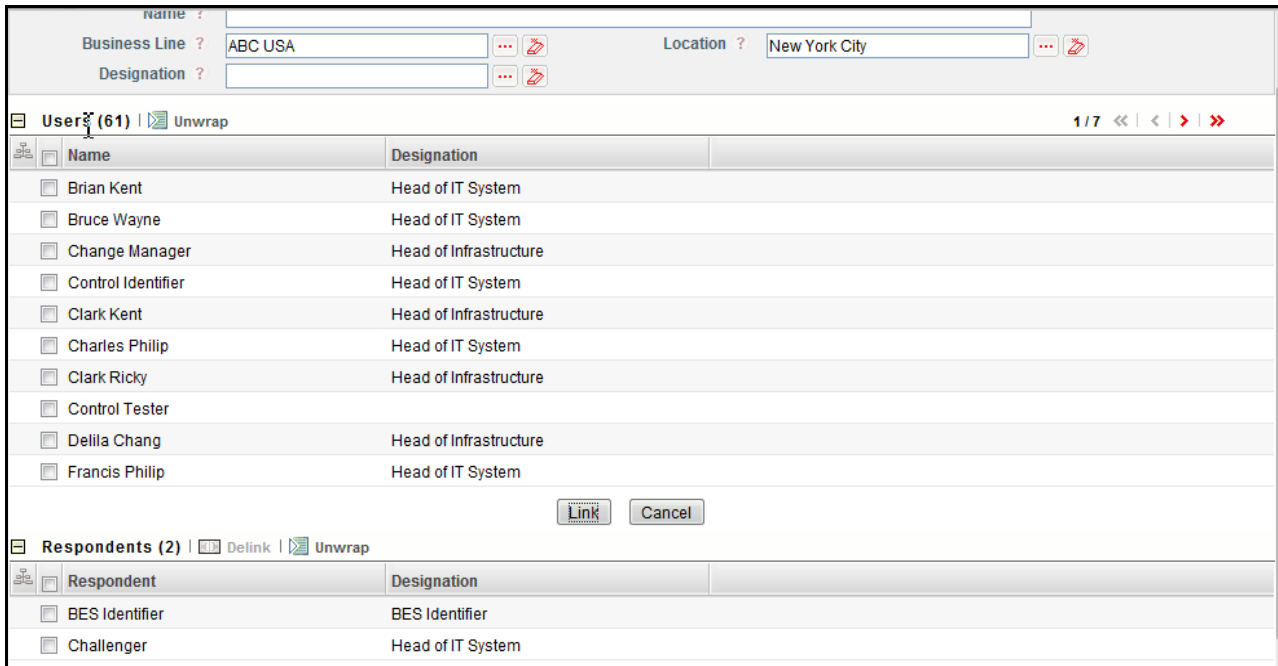 Name ?
Business Line ? ABC USA ... Location ? New York City ...
Designation ? ...
Users (61) | Unwrap 1 / 7 « | < | > | »
Name Designation
Brian Kent Head of IT System
Bruce Wayne Head of IT System
Change Manager Head of Infrastructure
Control Identifier Head of IT System
Clark Kent Head of Infrastructure
Charles Philip Head of IT System
Clark Ricky Head of Infrastructure
Control Tester
Delila Chang Head of Infrastructure
Francis Philip Head of IT System
Link Cancel
Respondents (2) | Delink | Unwrap
Respondent Designation
BES Identifier BES Identifier
Challenger Head of IT System